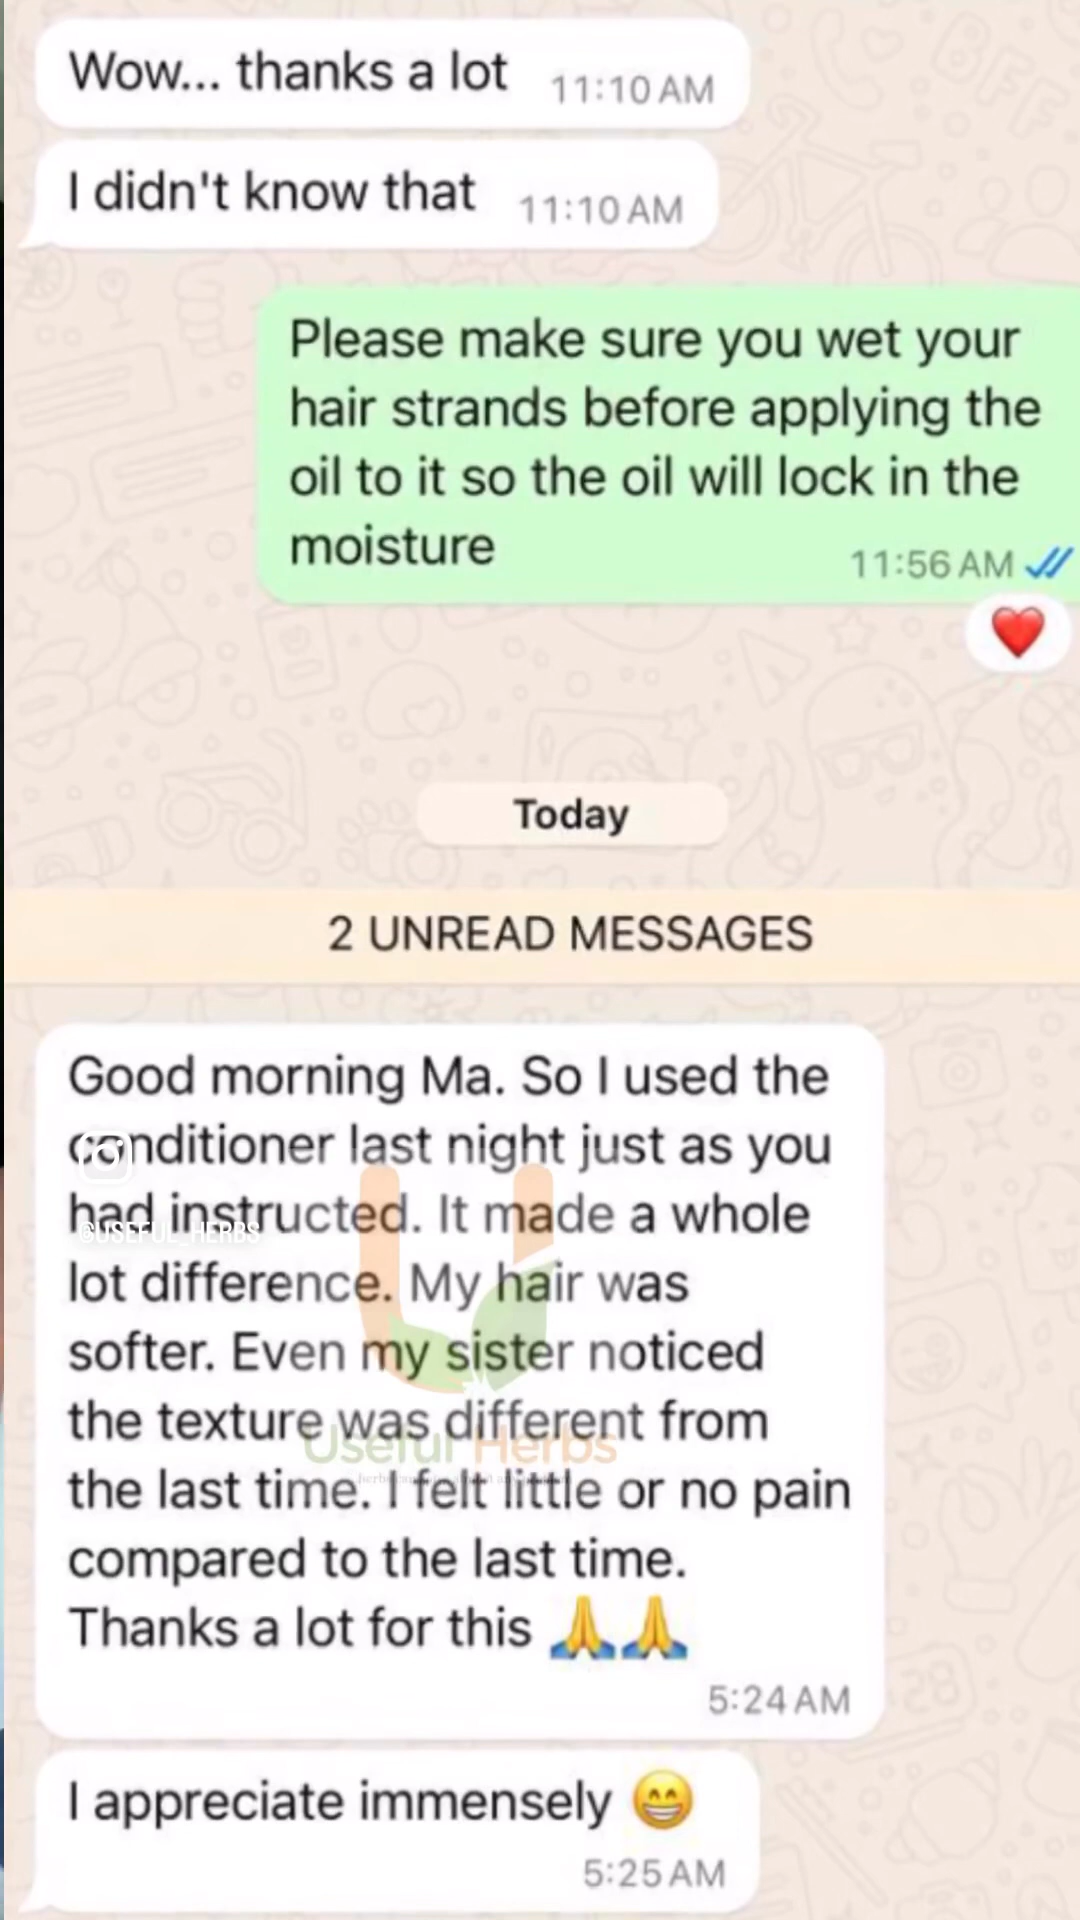 Wow... thanks a lot 11:10 AM
I didn't know that 11:10 AM
Please make sure you wet your
hair strands before applying the
oil to it so the oil will lock in the
moisture 11:56 AM
❤️
Today
2 UNREAD MESSAGES
Good morning Ma. So I used the
conditioner last night just as you
had instructed. It made a whole
@USEFUL_HERBS
lot difference. My hair was
softer. Even my sister noticed
the texture was different from
Useful Herbs
the last time. I felt little or no pain
compared to the last time.
Thanks a lot for this 🙏🙏
5:24 AM
I appreciate immensely 😁
5:25 AM